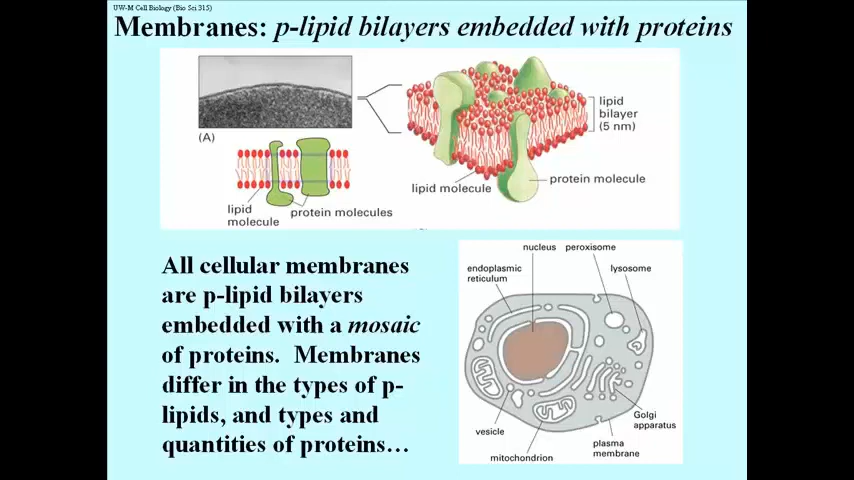 UW-M Cell Biology (Bio Sci 315)
Membranes: p-lipid bilayers embedded with proteins
(A)
lipid
bilayer
(5 nm)
lipid molecule
protein molecule
lipid
molecule
protein molecules
All cellular membranes
are p-lipid bilayers
embedded with a mosaic
of proteins.  Membranes
differ in the types of p-
lipids, and types and
quantities of proteins…
nucleus
peroxisome
endoplasmic
reticulum
lysosome
Golgi
apparatus
vesicle
plasma
membrane
mitochondrion